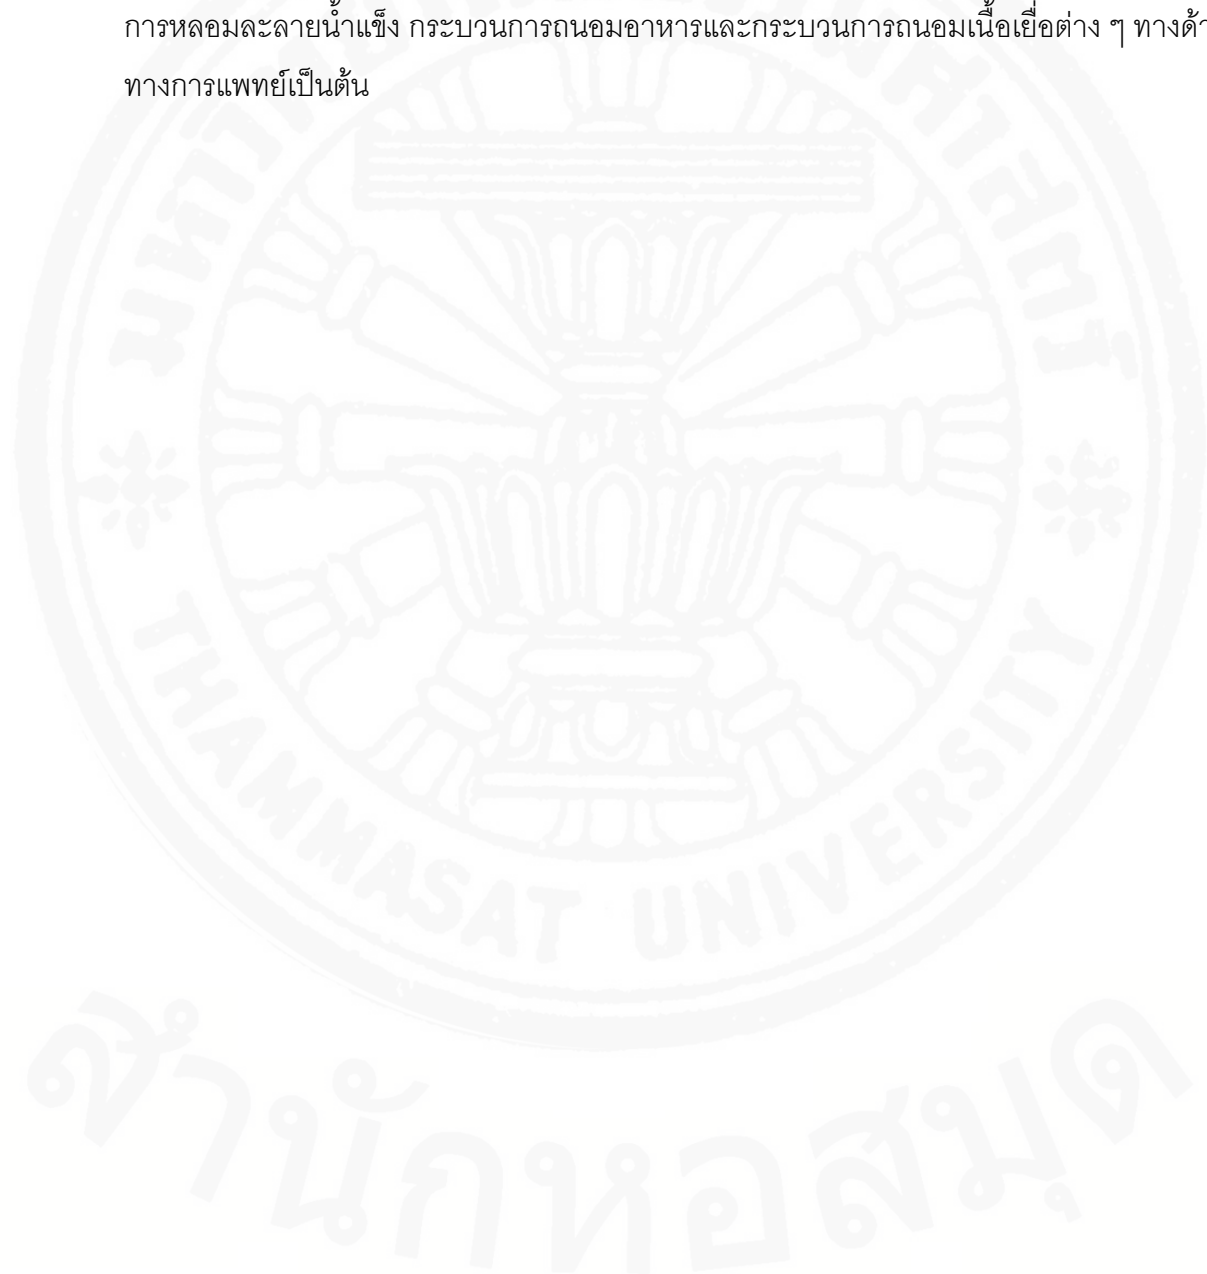 การหลอมละลายน้ำแข็ง กระบวนการถนอมอาหารและกระบวนการถนอมเนื้อเยื่อต่าง ๆ ทางด้า
ทางการแพทย์เป็นต้น
THAMMASAT UNIVERSITY
สำนักหอสมุด